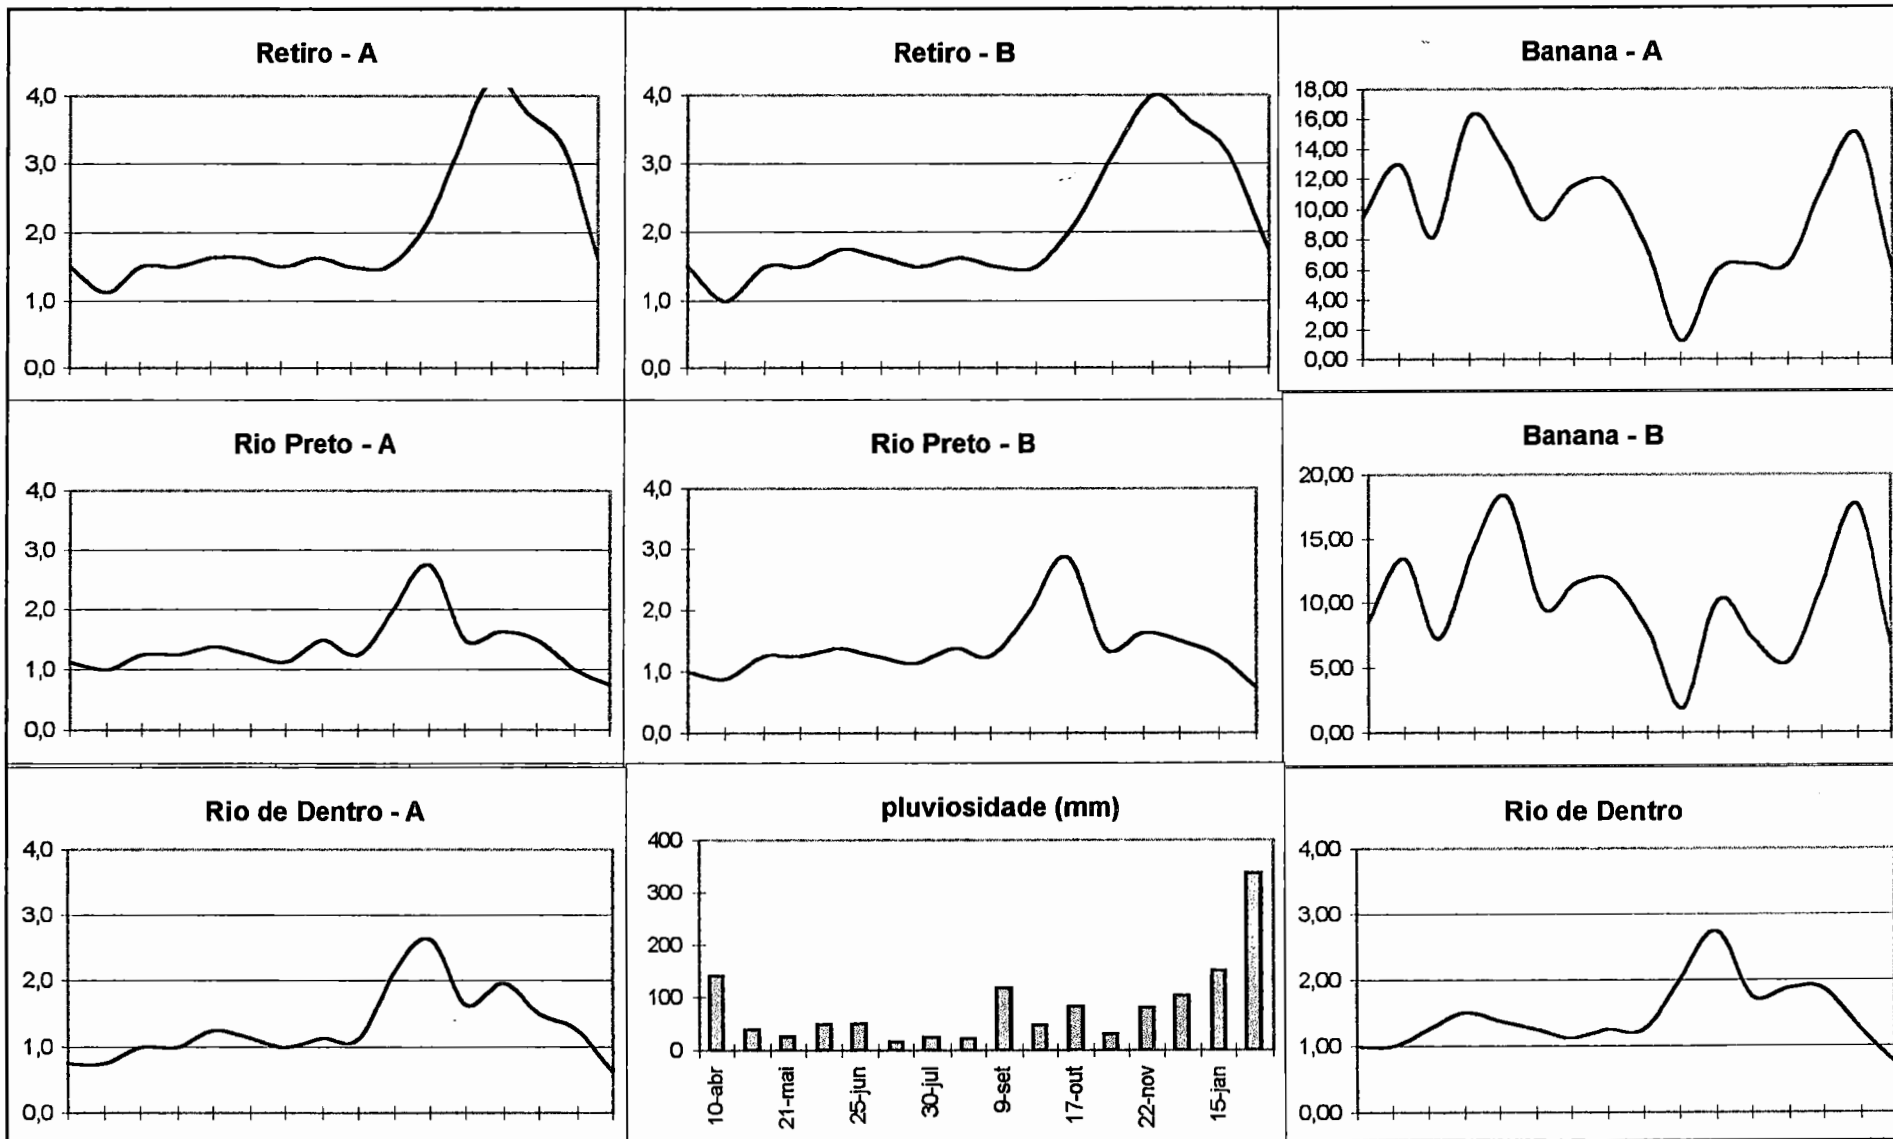 Retiro - A
4,0
3,0
2,0
1,0
0,0
Retiro - B
4,0
3,0
2,0
1,0
0,0
Banana - A
18,00
16,00
14,00
12,00
10,00
8,00
6,00
4,00
2,00
0,00
Rio Preto - A
4,0
3,0
2,0
1,0
0,0
Rio Preto - B
4,0
3,0
2,0
1,0
0,0
Banana - B
20,00
15,00
10,00
5,00
0,00
Rio de Dentro - A
4,0
3,0
2,0
1,0
0,0
pluviosidade (mm)
400
300
200
100
0
10-abr
21-mai
25-jun
30-jul
9-set
17-out
22-nov
15-jan
Rio de Dentro
4,00
3,00
2,00
1,00
0,00